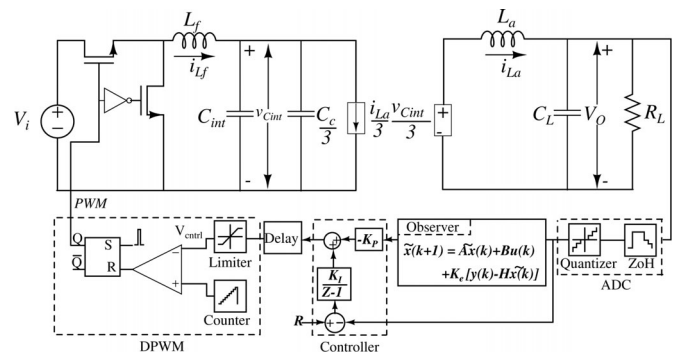 L_f
i_Lf
V_i
+
-
C_int
+
v_Cint
-
C_c
3
i_La
3
v_Cint
3
+
-
L_a
i_La
C_L
+
V_O
-
R_L
PWM
Q
Q̅
S
R
V_cntrl
−
+
Limiter
Counter
DPWM
Delay
-K_P
K_I
Z-1
R
+
−
Controller
Observer
x̃(k+1) = Ax̃(k)+Bu(k)
+K_e[y(k)-Hx̃(k)]
Quantizer
ZoH
ADC